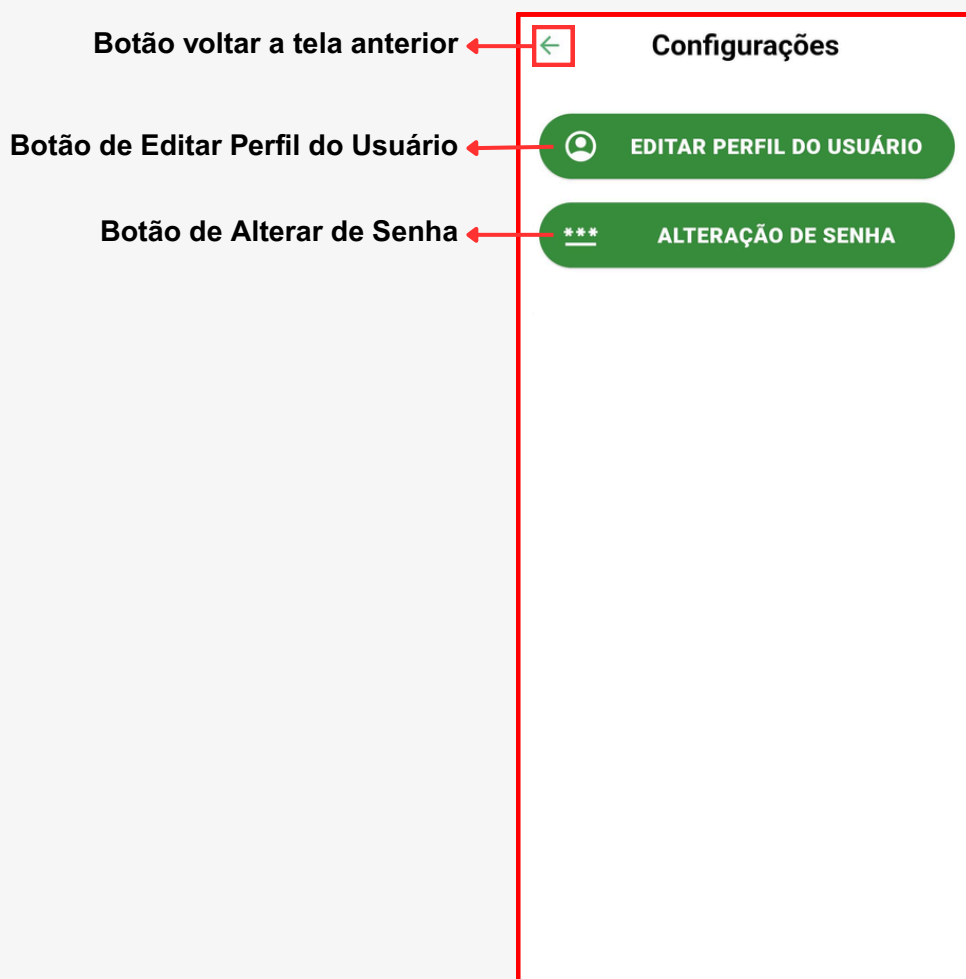 Botão voltar a tela anterior
Configurações
Botão de Editar Perfil do Usuário
EDITAR PERFIL DO USUÁRIO
Botão de Alterar de Senha
*** ALTERAÇÃO DE SENHA